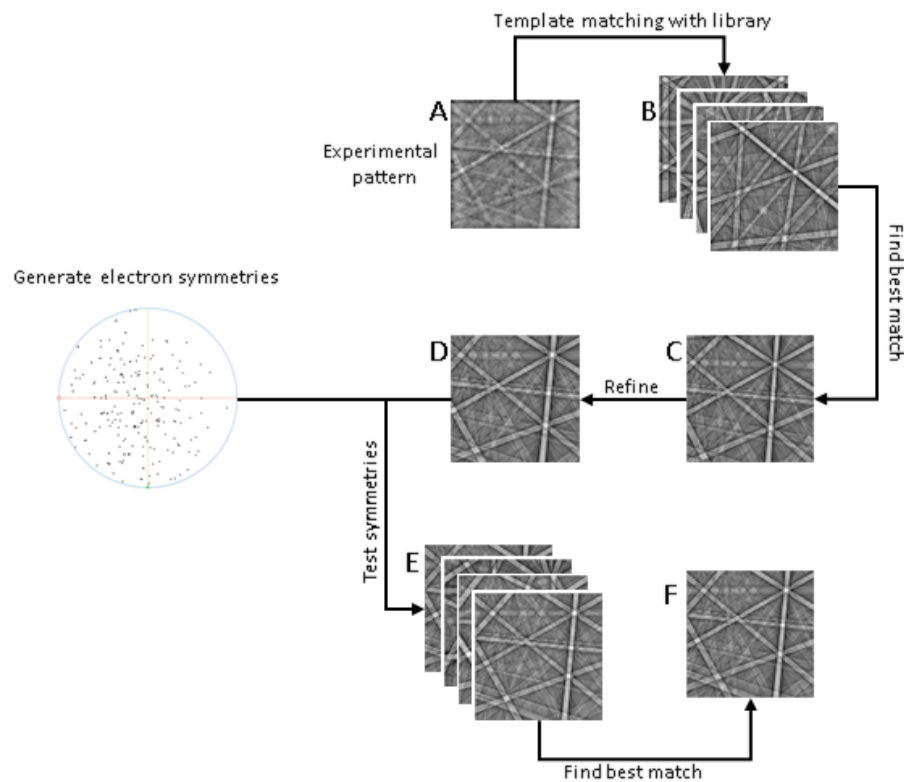 Template matching with library
A
B
Experimental
pattern
Find best match
Generate electron symmetries
D
C
Refine
Test symmetries
E
F
Find best match